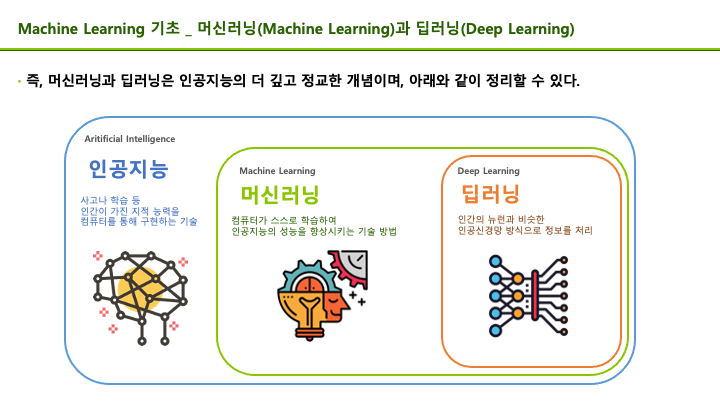 Machine Learning 기초 _ 머신러닝(Machine Learning)과 딥러닝(Deep Learning)
· 즉, 머신러닝과 딥러닝은 인공지능의 더 깊고 정교한 개념이며, 아래와 같이 정리할 수 있다.
Aritificial Intelligence
인공지능
사고나 학습 등
인간이 가진 지적 능력을
컴퓨터를 통해 구현하는 기술
Machine Learning
머신러닝
컴퓨터가 스스로 학습하여
인공지능의 성능을 향상시키는 기술 방법
Deep Learning
딥러닝
인간의 뉴런과 비슷한
인공신경망 방식으로 정보를 처리